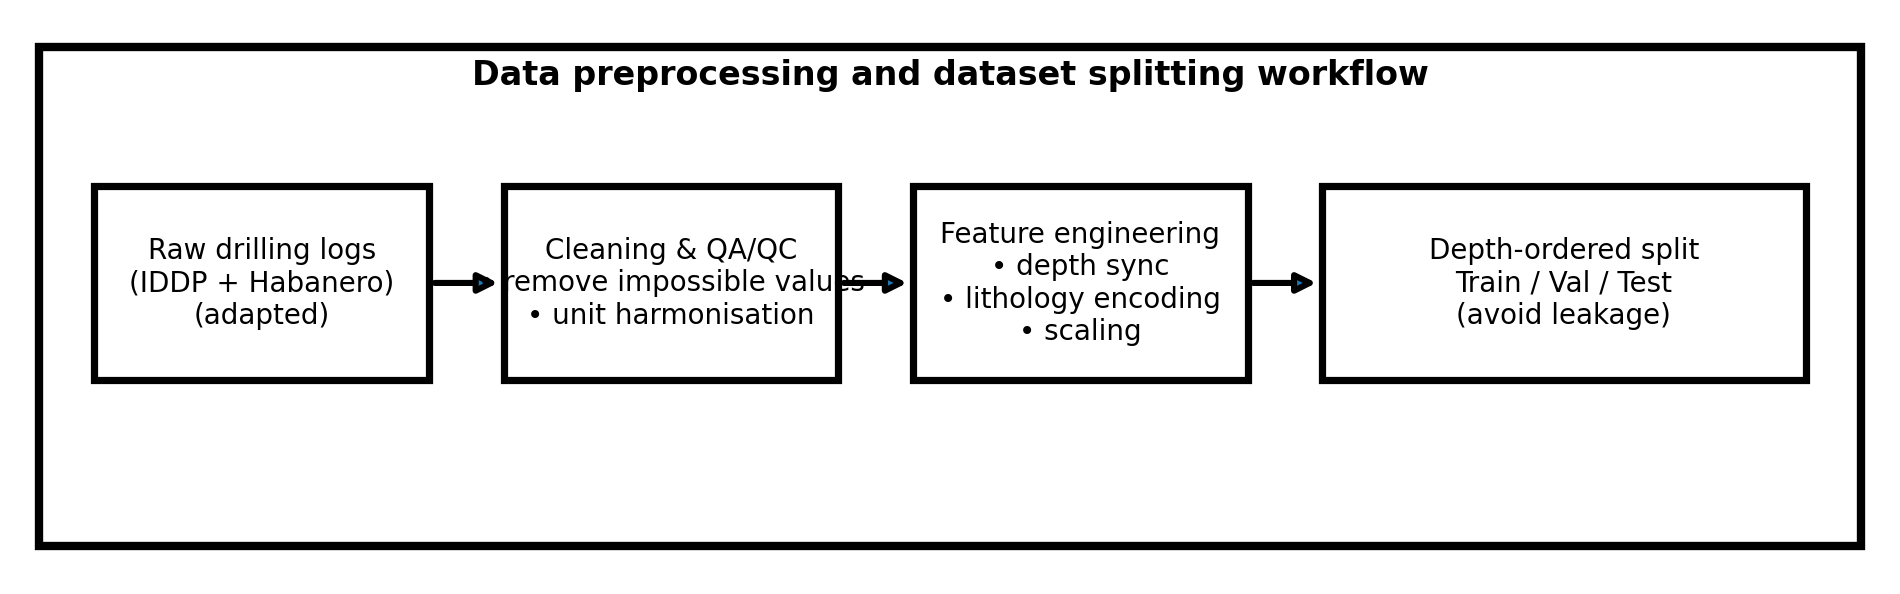 Data preprocessing and dataset splitting workflow
Raw drilling logs
(IDDP + Habanero)
(adapted)
Cleaning & QA/QC
remove impossible values
• unit harmonisation
Feature engineering
• depth sync
• lithology encoding
• scaling
Depth-ordered split
Train / Val / Test
(avoid leakage)